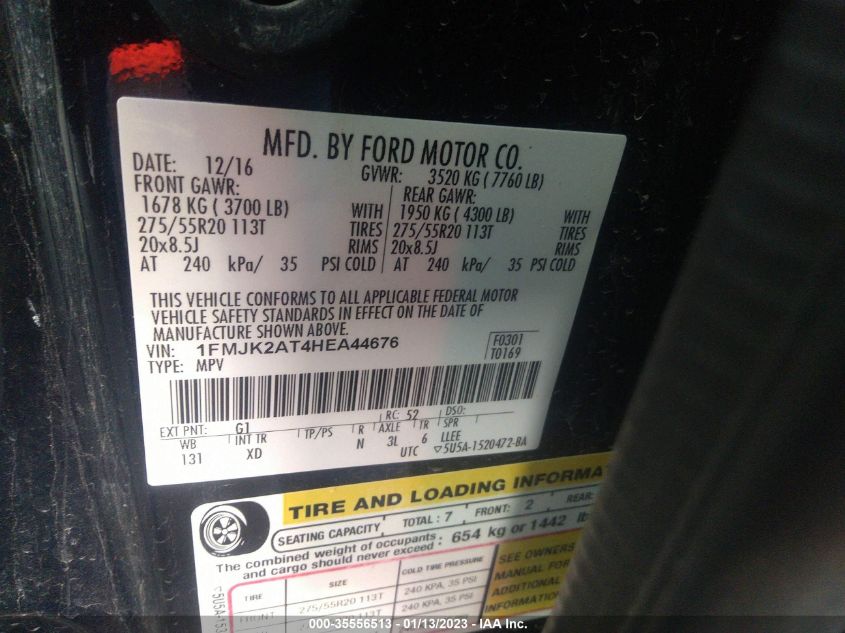 MFD. BY FORD MOTOR CO.
DATE: 12/16 GVWR: 3520 KG ( 7760 LB)
FRONT GAWR: REAR GAWR:
1678 KG ( 3700 LB) WITH 1950 KG ( 4300 LB) WITH
275/55R20 113T TIRES 275/55R20 113T TIRES
20x8.5J RIMS 20x8.5J RIMS
AT 240 kPa/ 35 PSI COLD AT 240 kPa/ 35 PSI COLD
THIS VEHICLE CONFORMS TO ALL APPLICABLE FEDERAL MOTOR
VEHICLE SAFETY STANDARDS IN EFFECT ON THE DATE OF
MANUFACTURE SHOWN ABOVE.
VIN: 1FMJK2AT4HEA44676 F0301
TYPE: MPV T0169
EXT PNT: G1 RC: 52 DSO:
WB INT TR TP/PS R AXLE TR SPR
131 XD N 3L 6 LLEE
UTC ▽5U5A-1520472-BA
TIRE AND LOADING INFORMA
SEATING CAPACITY TOTAL : 7 FRONT: 2 REAR:
The combined weight of occupants : 654 kg or 1442 lb
and cargo should never exceed
TIRE SIZE COLD TIRE PRESSURE SEE OWNERS
FRONT 275/55R20 113T 240 KPA, 35 PSI MANUAL FOR
240 KPA, 35 PSI ADDITIONAL
INFORMATION
000-35556513 - 01/13/2023 - IAA Inc.